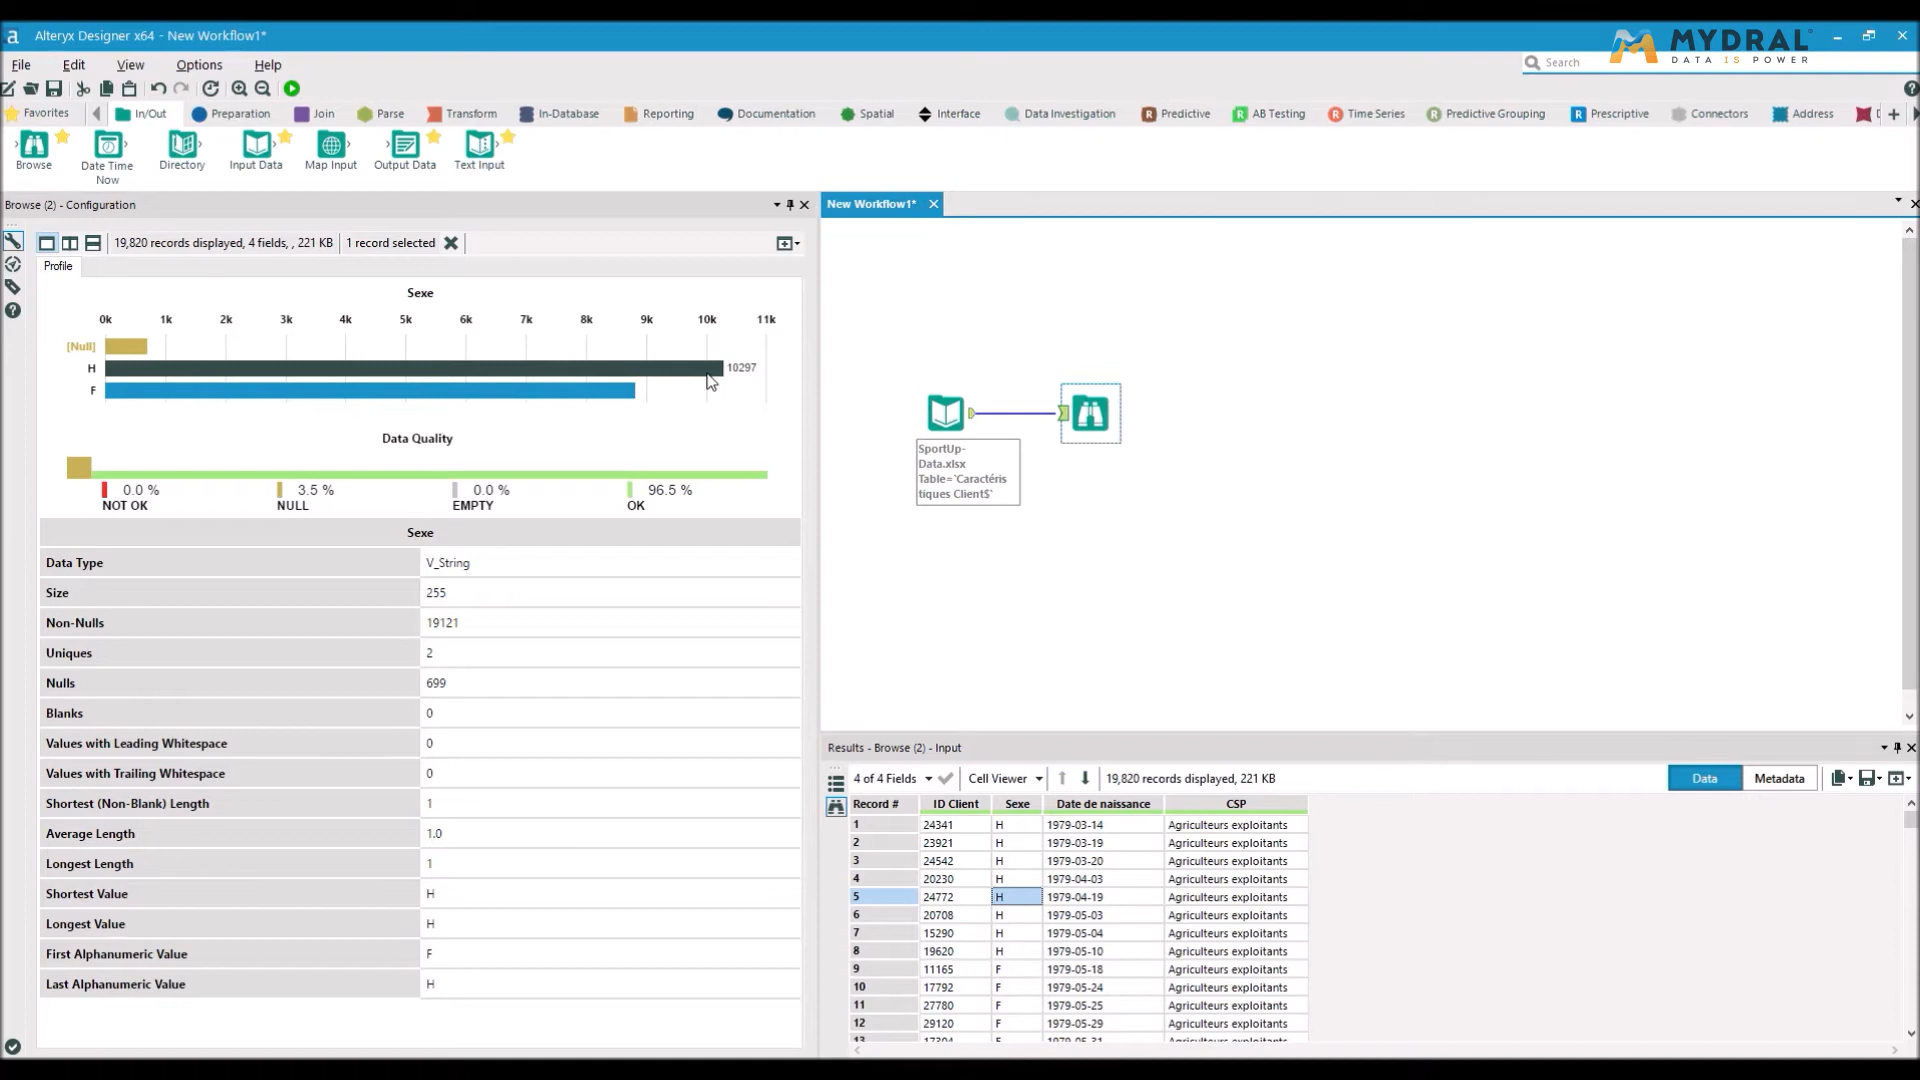 Alteryx Designer x64 - New Workflow1*
MYDRAL
DATA IS POWER
File Edit View Options Help
Search
Favorites In/Out Preparation Join Parse Transform In-Database Reporting Documentation Spatial Interface Data Investigation Predictive AB Testing Time Series Predictive Grouping Prescriptive Connectors Address
Browse Date Time Now Directory Input Data Map Input Output Data Text Input
Browse (2) - Configuration
New Workflow1*
19,820 records displayed, 4 fields, , 221 KB 1 record selected
Profile
Sexe
0k 1k 2k 3k 4k 5k 6k 7k 8k 9k 10k 11k
[Null]
H 10297
F
Data Quality
0.0 % 3.5 % 0.0 % 96.5 %
NOT OK NULL EMPTY OK
Sexe
Data Type V_String
Size 255
Non-Nulls 19121
Uniques 2
Nulls 699
Blanks 0
Values with Leading Whitespace 0
Values with Trailing Whitespace 0
Shortest (Non-Blank) Length 1
Average Length 1.0
Longest Length 1
Shortest Value H
Longest Value H
First Alphanumeric Value F
Last Alphanumeric Value H
SportUp-
Data.xlsx
Table=`Caractéris
tiques Client$`
Results - Browse (2) - Input
4 of 4 Fields Cell Viewer 19,820 records displayed, 221 KB Data Metadata
Record # ID Client Sexe Date de naissance CSP
1 24341 H 1979-03-14 Agriculteurs exploitants
2 23921 H 1979-03-19 Agriculteurs exploitants
3 24542 H 1979-03-20 Agriculteurs exploitants
4 20230 H 1979-04-03 Agriculteurs exploitants
5 24772 H 1979-04-19 Agriculteurs exploitants
6 20708 H 1979-05-03 Agriculteurs exploitants
7 15290 H 1979-05-04 Agriculteurs exploitants
8 19620 H 1979-05-10 Agriculteurs exploitants
9 11165 F 1979-05-18 Agriculteurs exploitants
10 17792 F 1979-05-24 Agriculteurs exploitants
11 27780 F 1979-05-25 Agriculteurs exploitants
12 29120 F 1979-05-29 Agriculteurs exploitants